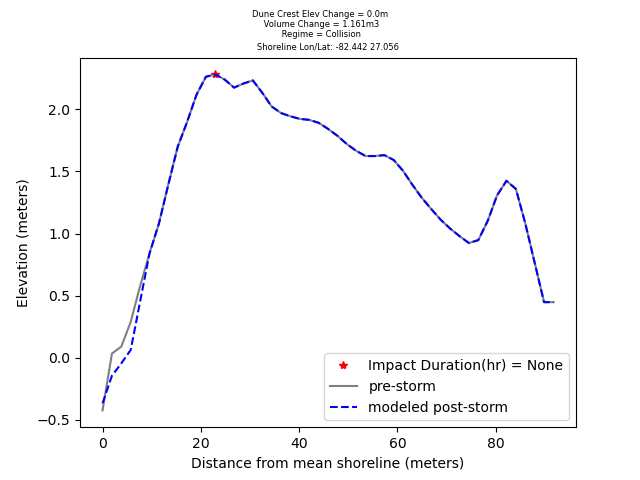 Dune Crest Elev Change = 0.0m
Volume Change = 1.161m3
Regime = Collision
Shoreline Lon/Lat: -82.442 27.056
Elevation (meters)
2.0
1.5
1.0
0.5
0.0
−0.5
Impact Duration(hr) = None
pre-storm
modeled post-storm
0 20 40 60 80
Distance from mean shoreline (meters)